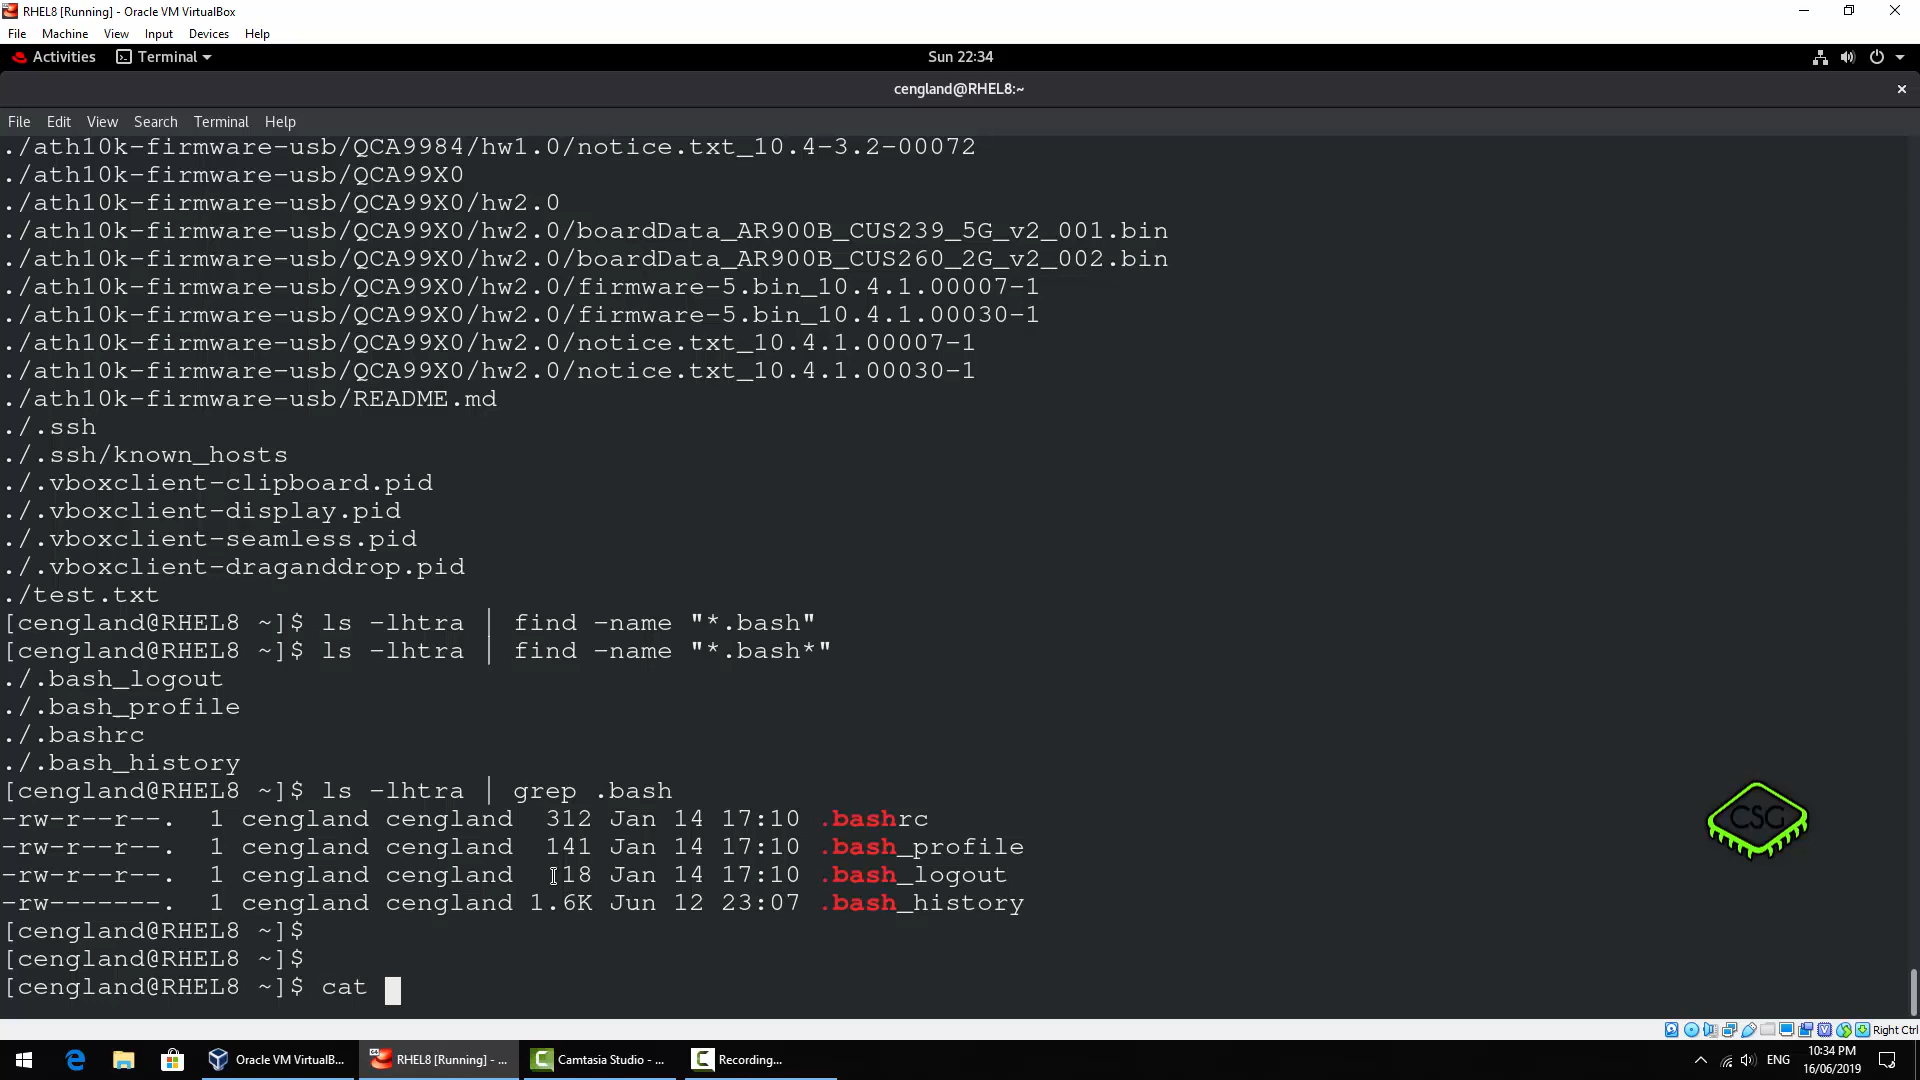 RHEL8 [Running] - Oracle VM VirtualBox
File Machine View Input Devices Help
Activities Terminal Sun 22:34
cengland@RHEL8:~
File Edit View Search Terminal Help
./ath10k-firmware-usb/QCA9984/hw1.0/notice.txt_10.4-3.2-00072
./ath10k-firmware-usb/QCA99X0
./ath10k-firmware-usb/QCA99X0/hw2.0
./ath10k-firmware-usb/QCA99X0/hw2.0/boardData_AR900B_CUS239_5G_v2_001.bin
./ath10k-firmware-usb/QCA99X0/hw2.0/boardData_AR900B_CUS260_2G_v2_002.bin
./ath10k-firmware-usb/QCA99X0/hw2.0/firmware-5.bin_10.4.1.00007-1
./ath10k-firmware-usb/QCA99X0/hw2.0/firmware-5.bin_10.4.1.00030-1
./ath10k-firmware-usb/QCA99X0/hw2.0/notice.txt_10.4.1.00007-1
./ath10k-firmware-usb/QCA99X0/hw2.0/notice.txt_10.4.1.00030-1
./ath10k-firmware-usb/README.md
./.ssh
./.ssh/known_hosts
./.vboxclient-clipboard.pid
./.vboxclient-display.pid
./.vboxclient-seamless.pid
./.vboxclient-draganddrop.pid
./test.txt
[cengland@RHEL8 ~]$ ls -lhtra | find -name "*.bash"
[cengland@RHEL8 ~]$ ls -lhtra | find -name "*.bash*"
./.bash_logout
./.bash_profile
./.bashrc
./.bash_history
[cengland@RHEL8 ~]$ ls -lhtra | grep .bash
-rw-r--r--. 1 cengland cengland 312 Jan 14 17:10 .bashrc
-rw-r--r--. 1 cengland cengland 141 Jan 14 17:10 .bash_profile
-rw-r--r--. 1 cengland cengland 18 Jan 14 17:10 .bash_logout
-rw-------. 1 cengland cengland 1.6K Jun 12 23:07 .bash_history
[cengland@RHEL8 ~]$
[cengland@RHEL8 ~]$
[cengland@RHEL8 ~]$ cat
CSG
Right Ctrl
Oracle VM VirtualB... RHEL8 [Running] - ... Camtasia Studio - ... Recording... ENG 10:34 PM
16/06/2019